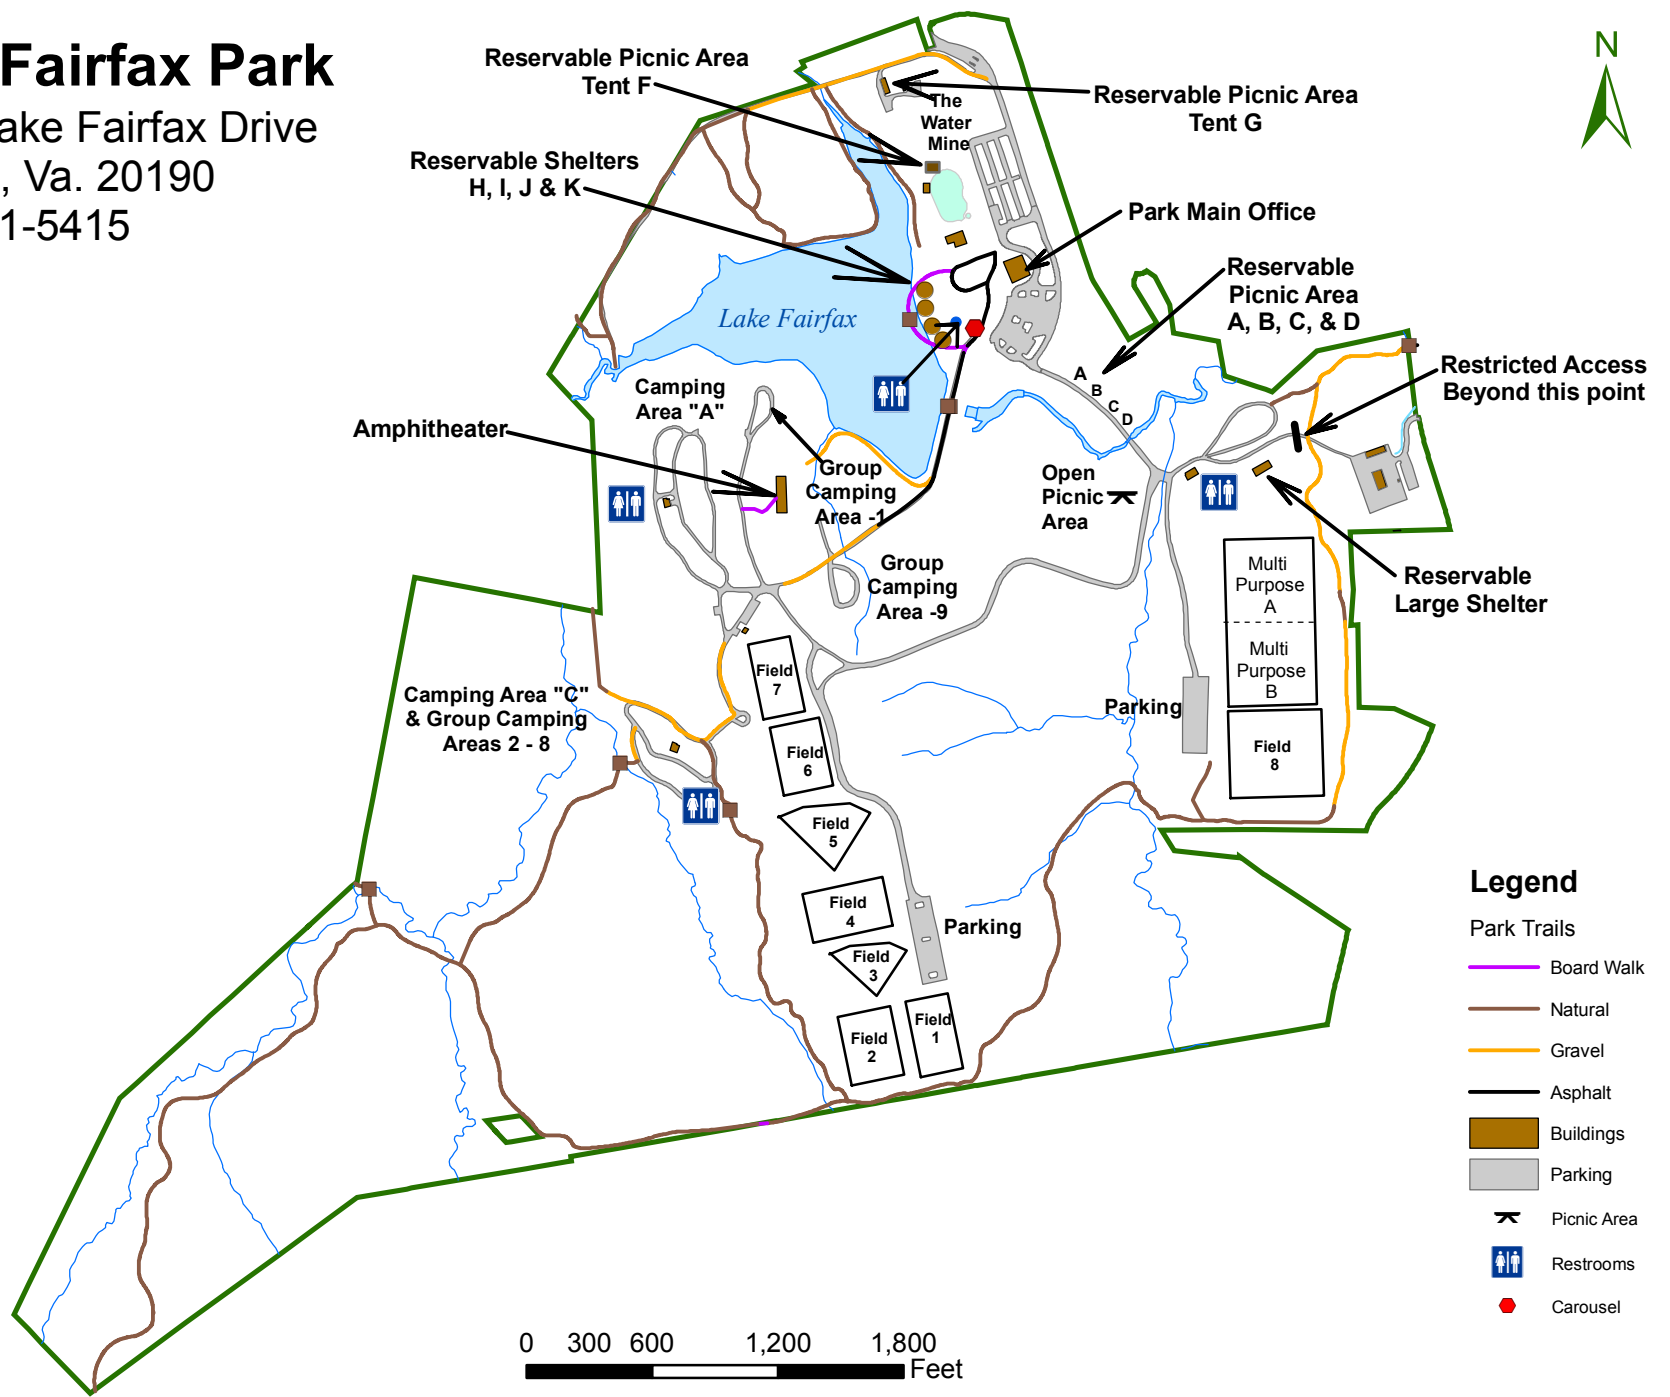 Fairfax Park
ake Fairfax Drive
, Va. 20190
1-5415
N
Reservable Picnic Area
Tent F
Reservable Picnic Area
Tent G
The
Water
Mine
Reservable Shelters
H, I, J & K
Park Main Office
Reservable
Picnic Area
A, B, C, & D
Lake Fairfax
A
B
C
D
Restricted Access
Beyond this point
Camping
Area "A"
Amphitheater
Group
Camping
Area -1
Open
Picnic
Area
Group
Camping
Area -9
Multi
Purpose
A
Multi
Purpose
B
Reservable
Large Shelter
Field
7
Camping Area "C"
& Group Camping
Areas 2 - 8
Parking
Field
6
Field
8
Field
5
Field
4
Parking
Field
3
Field
2
Field
1
Legend
Park Trails
Board Walk
Natural
Gravel
Asphalt
Buildings
Parking
Picnic Area
Restrooms
Carousel
0 300 600 1,200 1,800
Feet